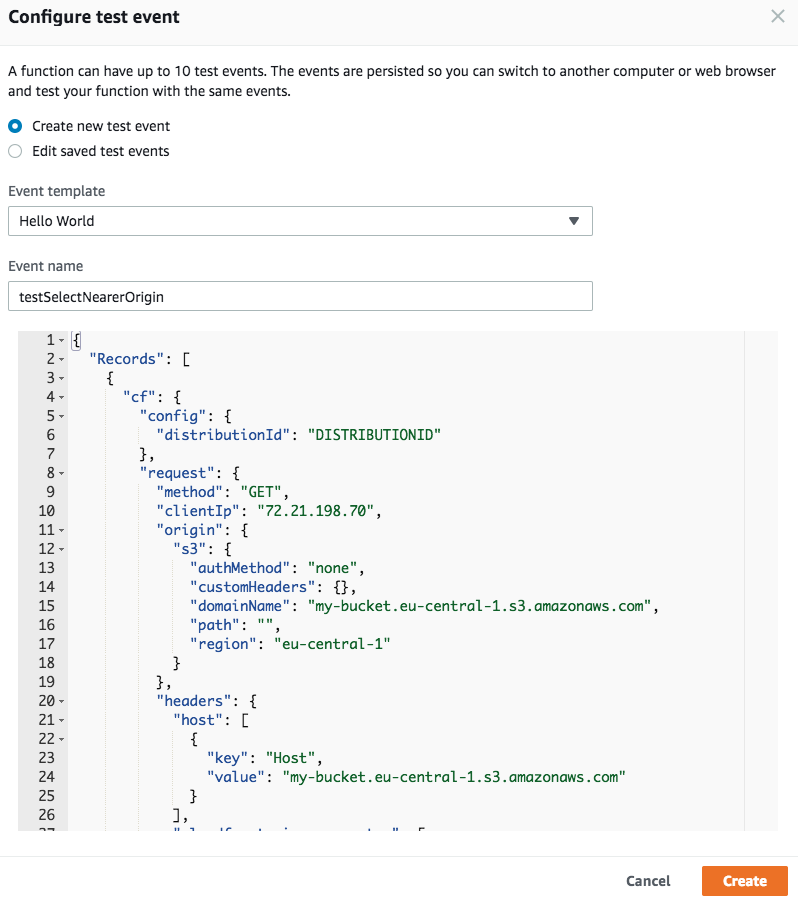 Configure test event
A function can have up to 10 test events. The events are persisted so you can switch to another computer or web browser
and test your function with the same events.
Create new test event
Edit saved test events
Event template
Hello World
Event name
testSelectNearerOrigin
1 {
2 "Records": [
3 {
4 "cf": {
5 "config": {
6 "distributionId": "DISTRIBUTIONID"
7 },
8 "request": {
9 "method": "GET",
10 "clientIp": "72.21.198.70",
11 "origin": {
12 "s3": {
13 "authMethod": "none",
14 "customHeaders": {},
15 "domainName": "my-bucket.eu-central-1.s3.amazonaws.com",
16 "path": "",
17 "region": "eu-central-1"
18 }
19 },
20 "headers": {
21 "host": [
22 {
23 "key": "Host",
24 "value": "my-bucket.eu-central-1.s3.amazonaws.com"
25 }
26 ],
Cancel
Create